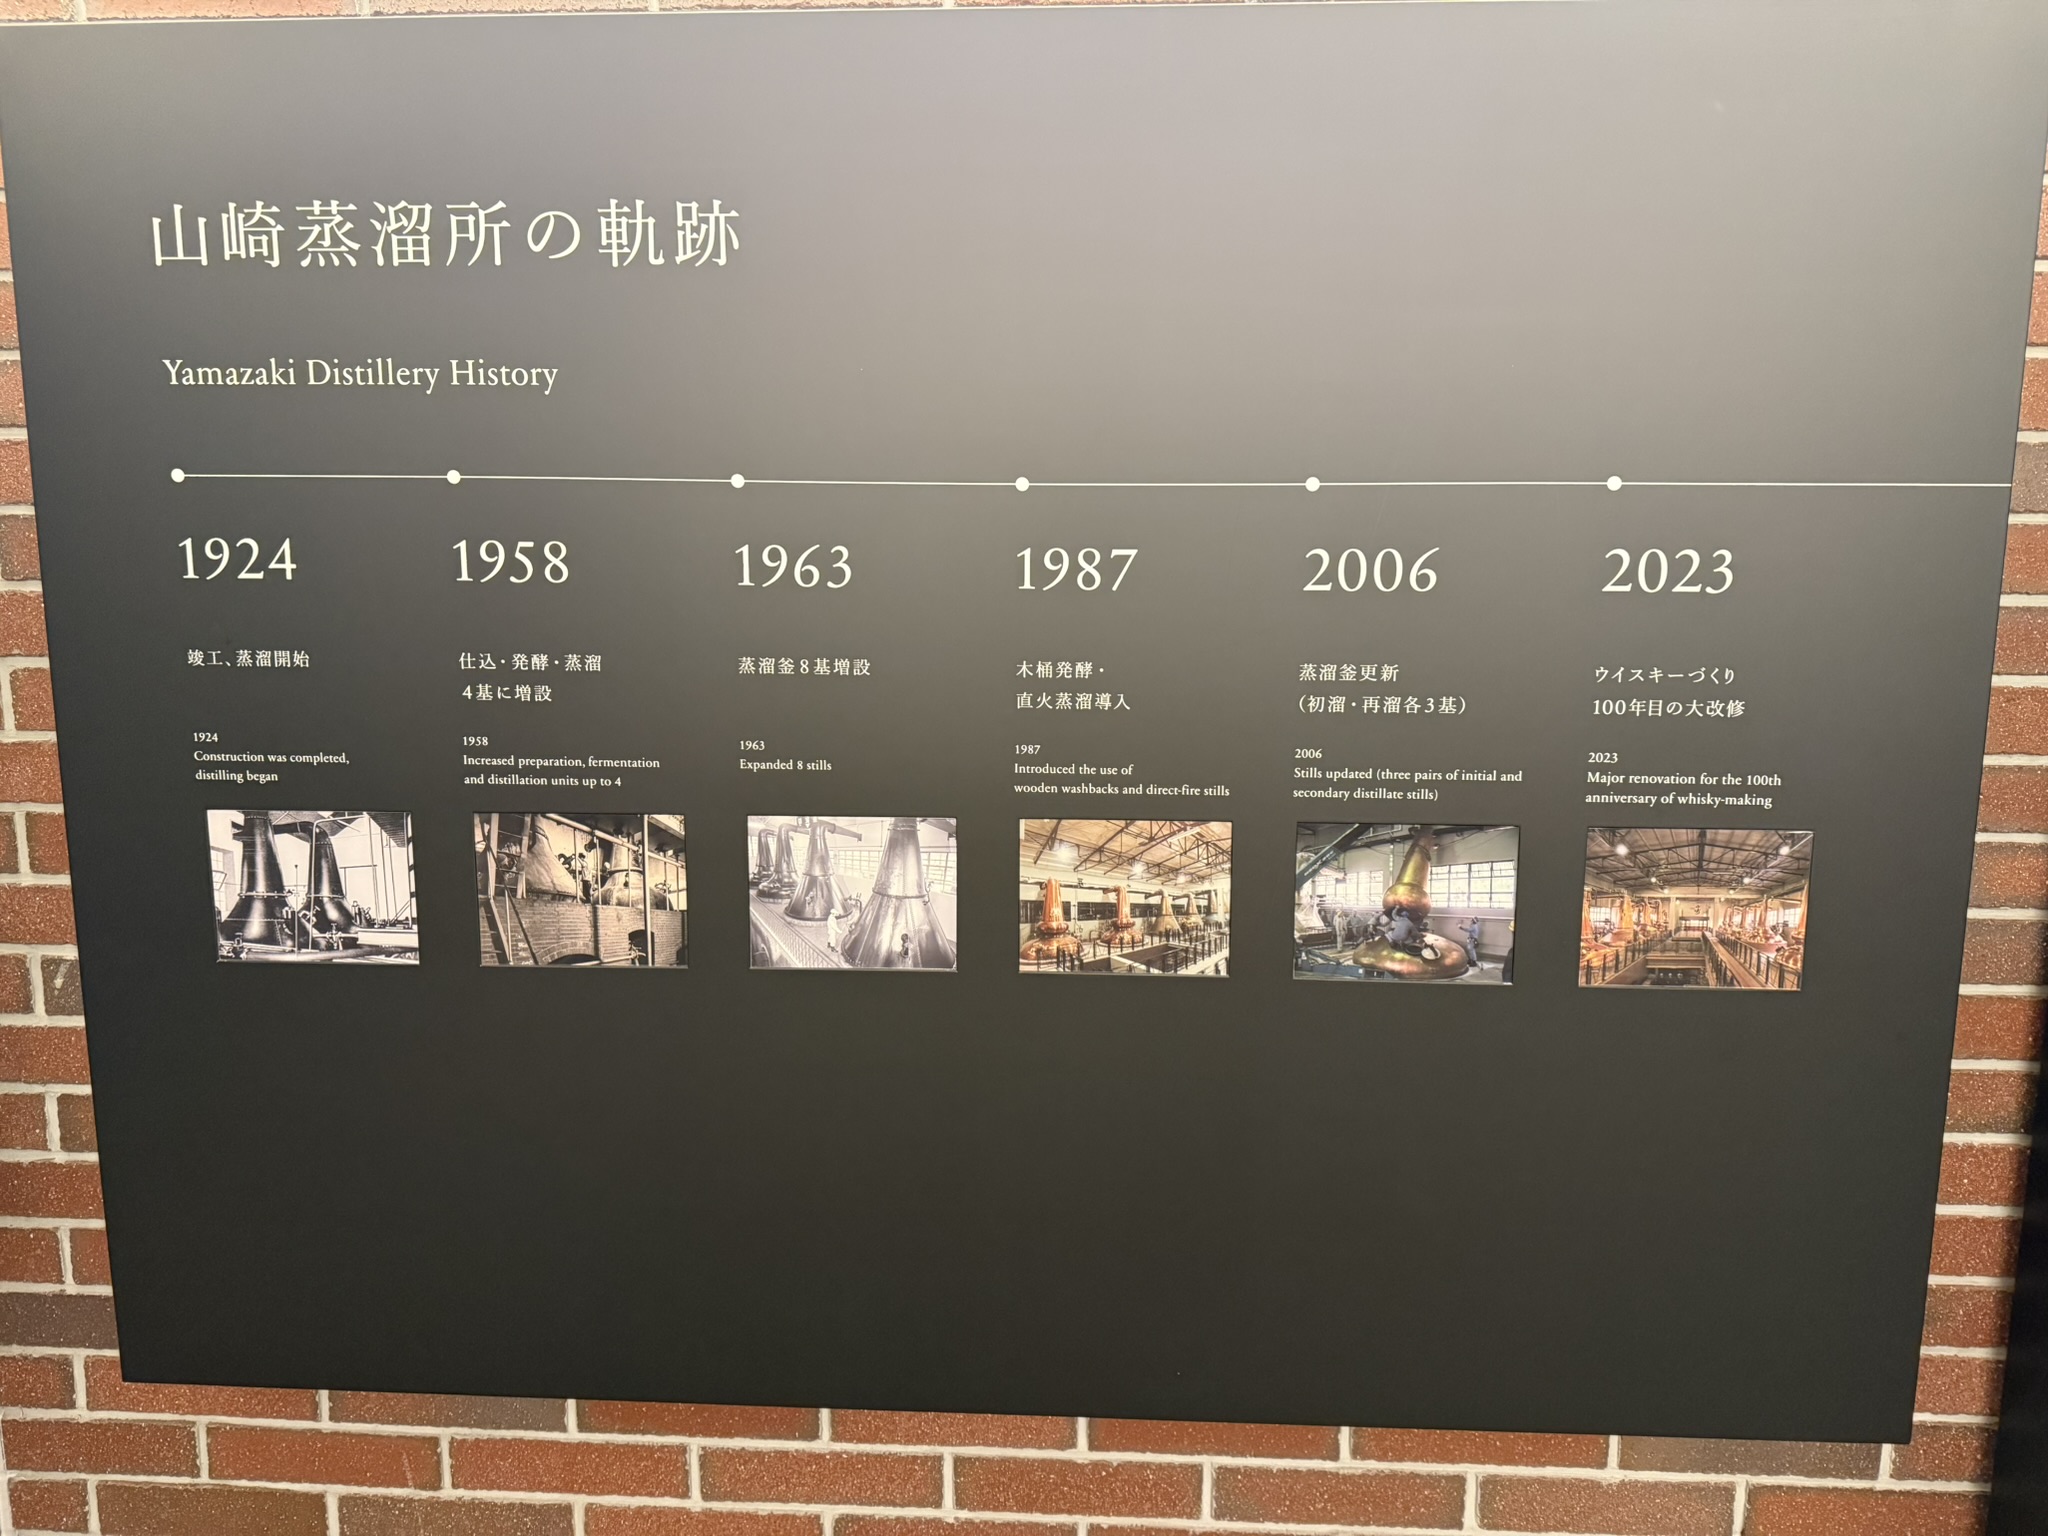 山崎蒸溜所の軌跡
Yamazaki Distillery History
1924
竣工、蒸溜開始
1924
Construction was completed,
distilling began
1958
仕込・発酵・蒸溜
4基に増設
1958
Increased preparation, fermentation
and distillation units up to 4
1963
蒸溜釜8基増設
1963
Expanded 8 stills
1987
木桶発酵・
直火蒸溜導入
1987
Introduced the use of
wooden washbacks and direct-fire stills
2006
蒸溜釜更新
（初溜・再溜各3基）
2006
Stills updated (three pairs of initial and
secondary distillate stills)
2023
ウイスキーづくり
100年目の大改修
2023
Major renovation for the 100th
anniversary of whisky-making